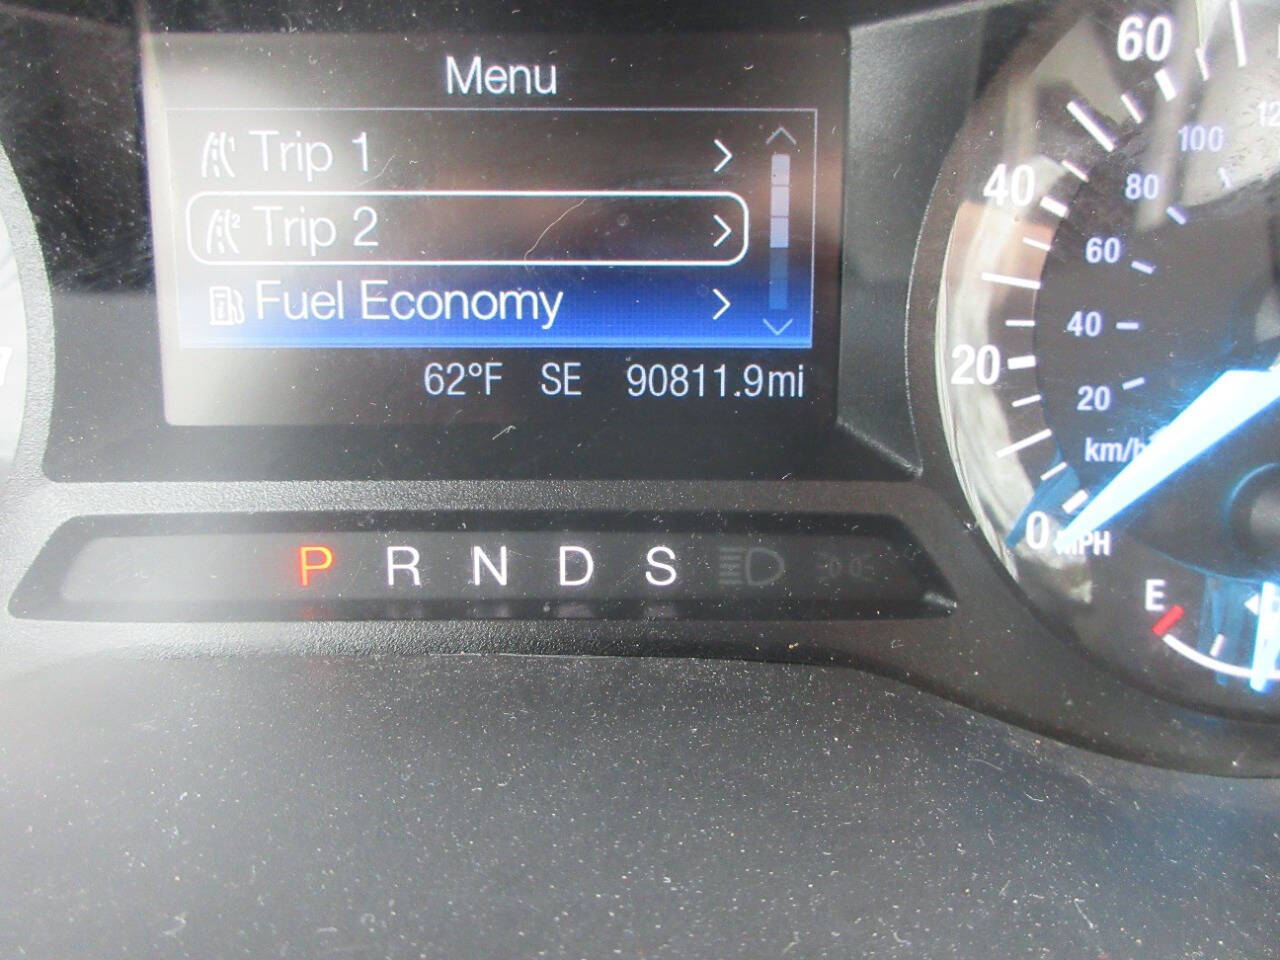 Menu
Trip 1
Trip 2
Fuel Economy
62°F SE 90811.9mi
P R N D S
60
40
20
0
MPH
100
80
60
40
20
km/h
E